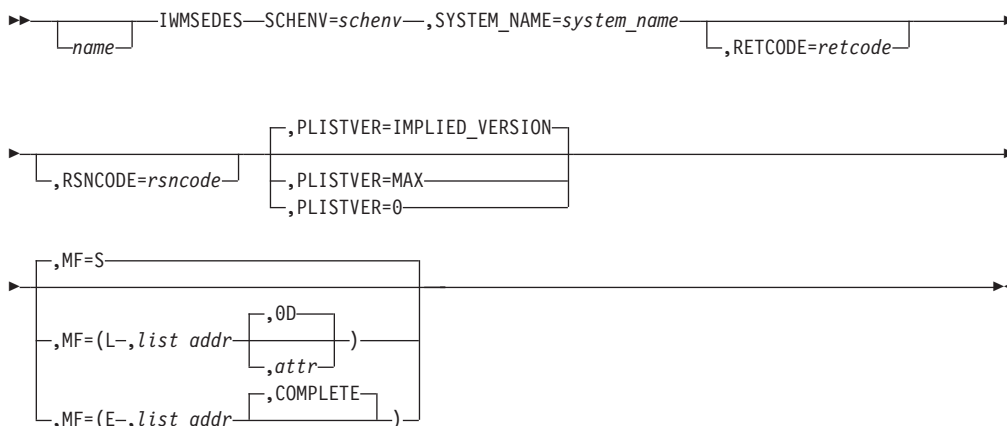 IWMSEDES SCHENV=schenv ,SYSTEM_NAME=system_name
name ,RETCODE=retcode
,PLISTVER=IMPLIED_VERSION
,RSNCODE=rsncode ,PLISTVER=MAX
,PLISTVER=0
,MF=S
,0D
,MF=(L ,list addr )
,attr
,COMPLETE
,MF=(E ,list addr )